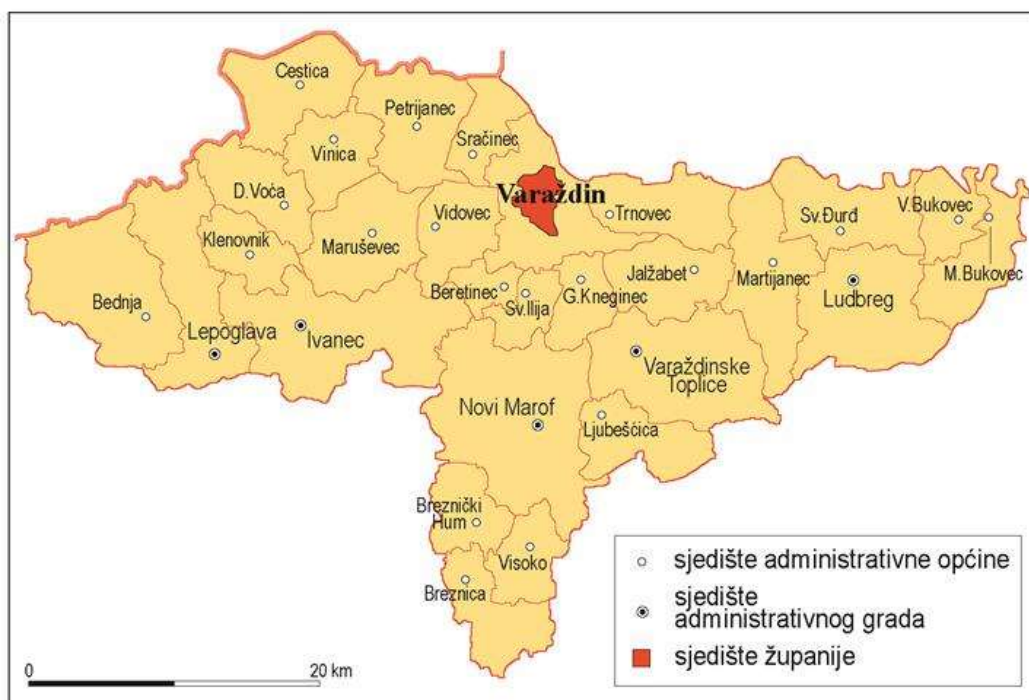 Cestica
Petrijanec
Sračinec
Vinica
Varaždin
D.Voća
V.Bukovec
Trnovec
Sv.Đurđ
Vidovec
Klenovnik
Maruševec
M.Bukovec
Jalžabet
Martijanec
Beretinec
G.Kneginec
Sv.Ilija
Ludbreg
Bednja
Lepoglava
Ivanec
Varaždinske
Toplice
Novi Marof
Ljubešćica
Breznički
Hum
Visoko
Breznica
sjedište administrativne općine
sjedište
administrativnog grada
sjedište županije
0
20 km